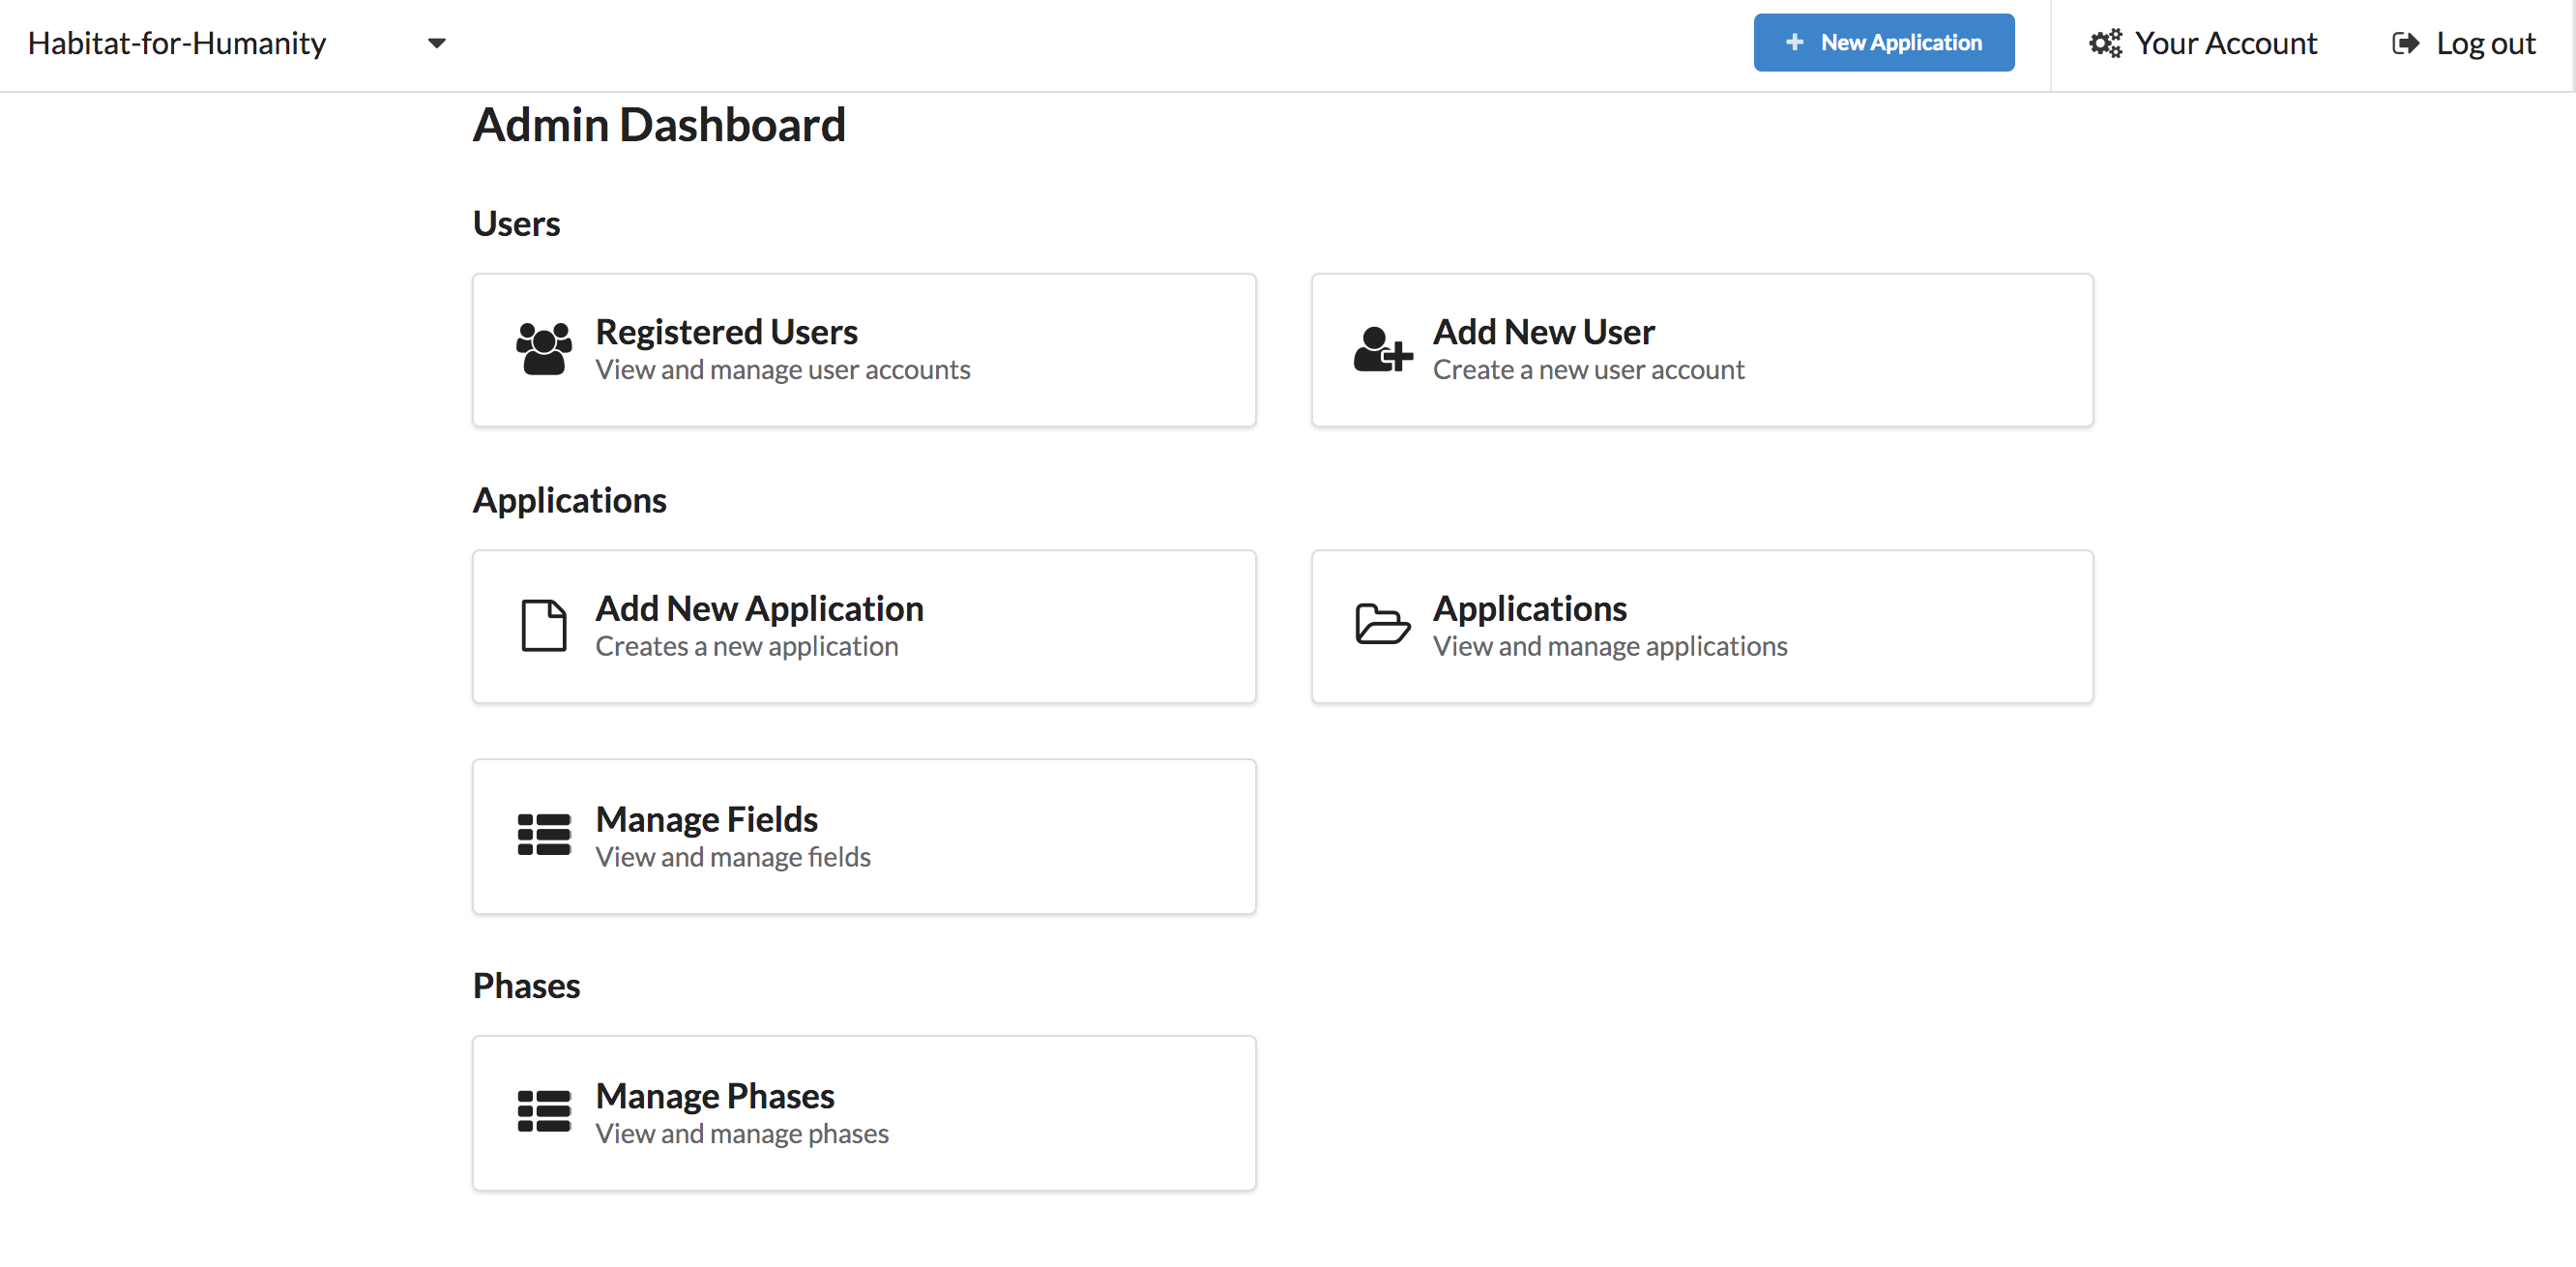 Habitat-for-Humanity
New Application
Your Account
Log out
Admin Dashboard
Users
Registered Users
View and manage user accounts
Add New User
Create a new user account
Applications
Add New Application
Creates a new application
Applications
View and manage applications
Manage Fields
View and manage fields
Phases
Manage Phases
View and manage phases